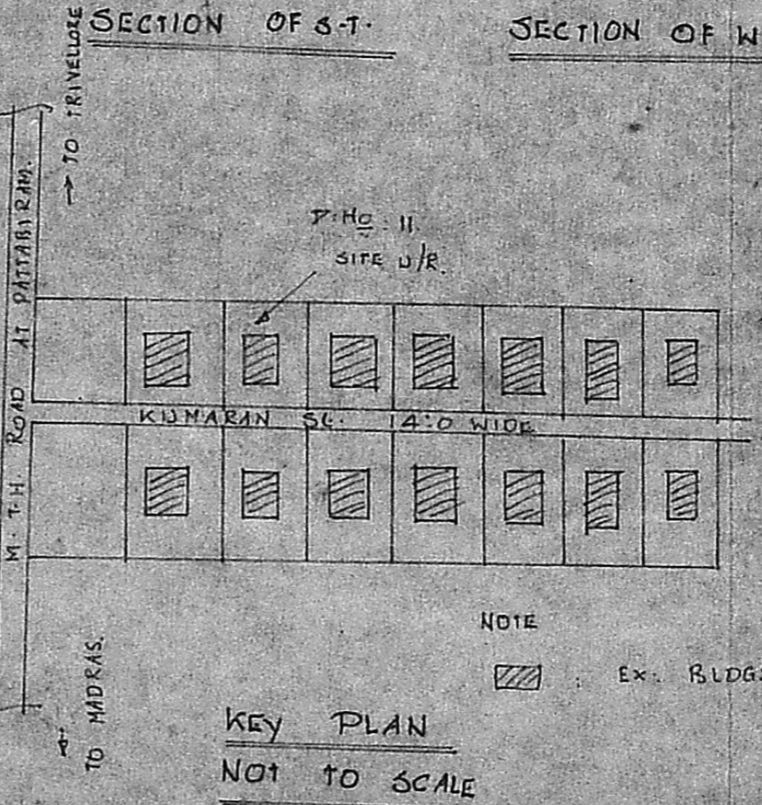 SECTION OF S.T.
SECTION OF W
→ TO TRIVELLORE
M. T. H. ROAD AT PATTABIRAM.
P. No. 11.
SITE U/R.
KUMARAN St. 14'.0 WIDE
NOTE
EX. BLDGS
TO MADRAS.
KEY PLAN
NOT TO SCALE